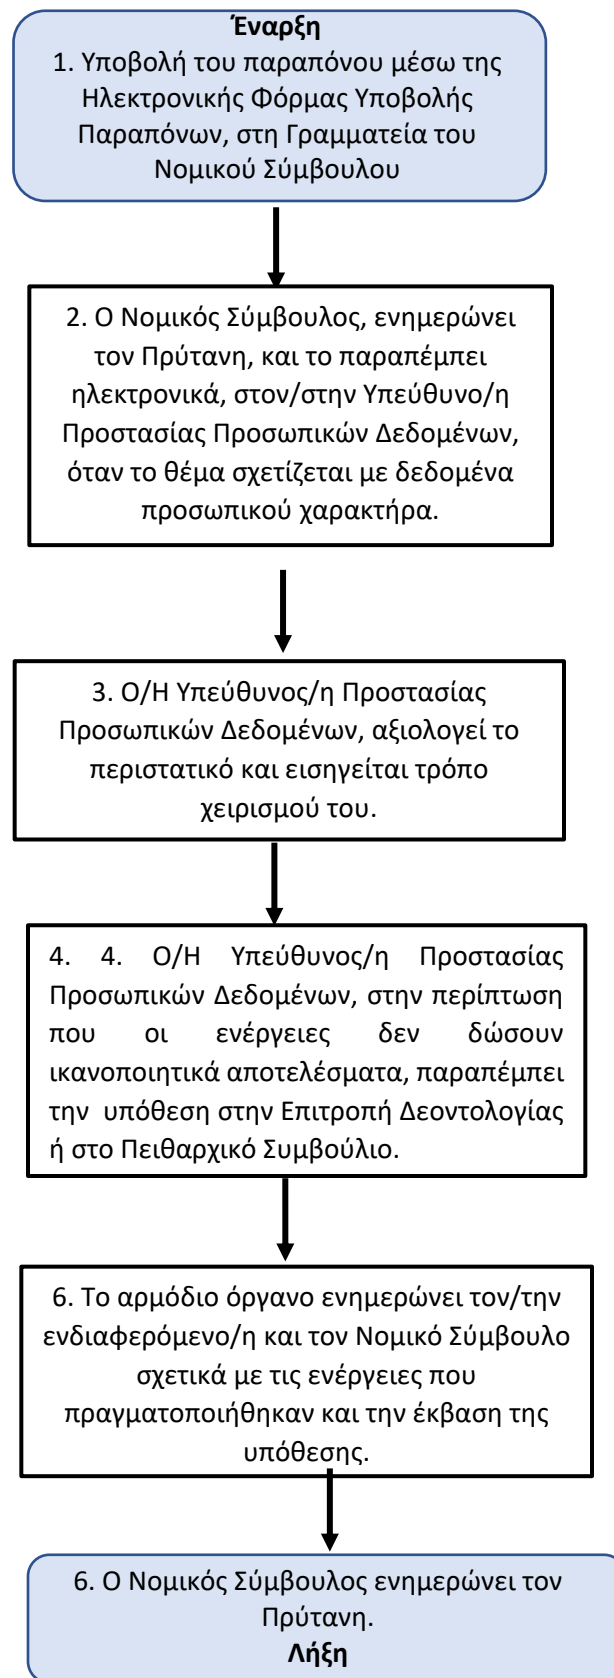 Έναρξη
1. Υποβολή του παραπόνου μέσω της
Ηλεκτρονικής Φόρμας Υποβολής
Παραπόνων, στη Γραμματεία του
Νομικού Σύμβουλου
2. Ο Νομικός Σύμβουλος, ενημερώνει
τον Πρύτανη, και το παραπέμπει
ηλεκτρονικά, στον/στην Υπεύθυνο/η
Προστασίας Προσωπικών Δεδομένων,
όταν το θέμα σχετίζεται με δεδομένα
προσωπικού χαρακτήρα.
3. Ο/Η Υπεύθυνος/η Προστασίας
Προσωπικών Δεδομένων, αξιολογεί το
περιστατικό και εισηγείται τρόπο
χειρισμού του.
4. 4. Ο/Η Υπεύθυνος/η Προστασίας
Προσωπικών Δεδομένων, στην περίπτωση
που οι ενέργειες δεν δώσουν
ικανοποιητικά αποτελέσματα, παραπέμπει
την υπόθεση στην Επιτροπή Δεοντολογίας
ή στο Πειθαρχικό Συμβούλιο.
6. Το αρμόδιο όργανο ενημερώνει τον/την
ενδιαφερόμενο/η και τον Νομικό Σύμβουλο
σχετικά με τις ενέργειες που
πραγματοποιήθηκαν και την έκβαση της
υπόθεσης.
6. Ο Νομικός Σύμβουλος ενημερώνει τον
Πρύτανη.
Λήξη